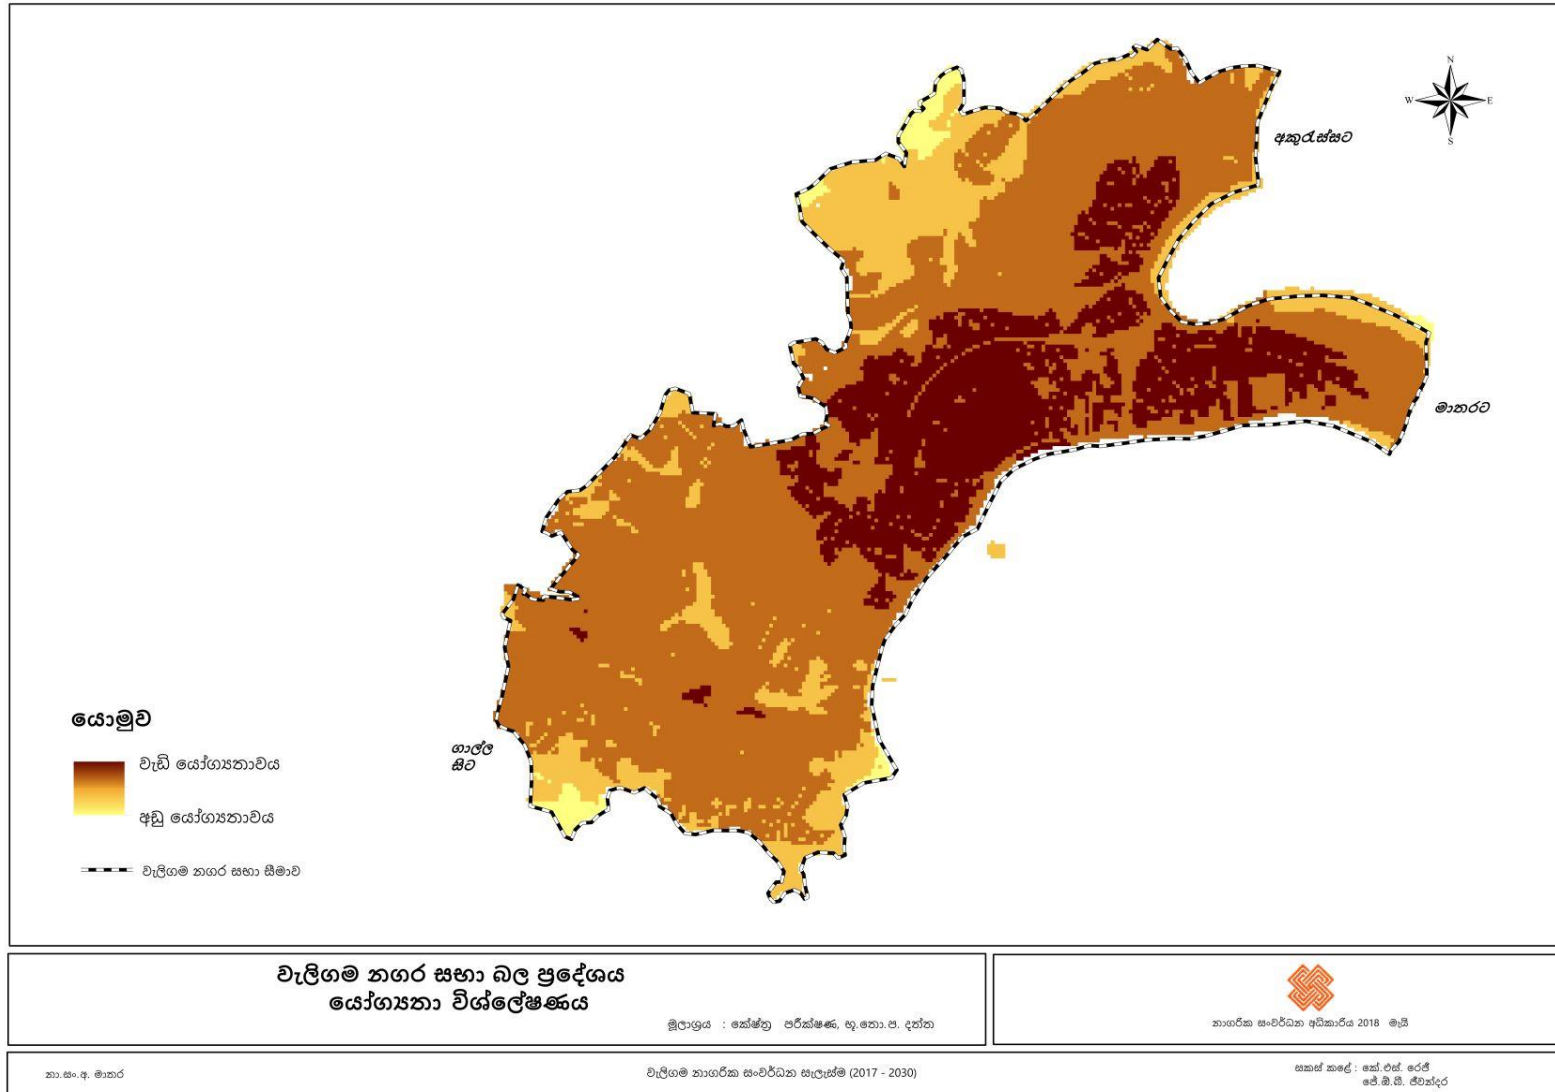 N
W E
S
අකුරැස්සට
මාතරට
යොමුව
වැඩි යෝග්‍යතාවය
අඩු යෝග්‍යතාවය
වැලිගම නගර සභා සීමාව
ගාල්ල
සිට
වැලිගම නගර සභා බල ප්‍රදේශය
යෝග්‍යතා විශ්ලේෂණය
මූලාශ්‍රය : ක්ෂේත්‍ර පරීක්ෂණ, භූ.තො.ප. දත්ත
නාගරික සංවර්ධන අධිකාරිය 2018 මැයි
නා.සං.අ. මාතර
වැලිගම නාගරික සංවර්ධන සැලැස්ම (2017 - 2030)
සකස් කළේ : කේ.එස්. රෙජි
ජේ.ඕ.බී. ජීවන්දර